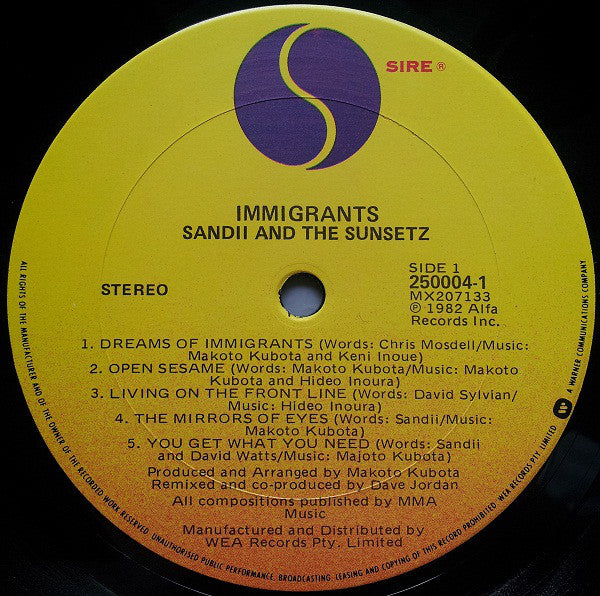 SIRE ®
IMMIGRANTS
SANDII AND THE SUNSETZ
STEREO
SIDE 1
250004-1
MX207133
℗ 1982 Alfa
Records Inc.
1. DREAMS OF IMMIGRANTS (Words: Chris Mosdell/Music:
Makoto Kubota and Keni Inoue)
2. OPEN SESAME (Words: Makoto Kubota/Music: Makoto
Kubota and Hideo Inoura)
3. LIVING ON THE FRONT LINE (Words: David Sylvian/
Music: Hideo Inoura)
4. THE MIRRORS OF EYES (Words: Sandii/Music:
Makoto Kubota)
5. YOU GET WHAT YOU NEED (Words: Sandii
and David Watts/Music: Majoto Kubota)
Produced and Arranged by Makoto Kubota
Remixed and co-produced by Dave Jordan
All compositions published by MMA
Music
Manufactured and Distributed by
WEA Records Pty. Limited
ALL RIGHTS OF THE MANUFACTURER AND OF THE OWNER OF THE RECORDED WORK RESERVED. UNAUTHORISED PUBLIC PERFORMANCE, BROADCASTING, LEASING AND COPYING OF THIS RECORD PROHIBITED. WEA RECORDS PTY. LIMITED
A WARNER COMMUNICATIONS COMPANY